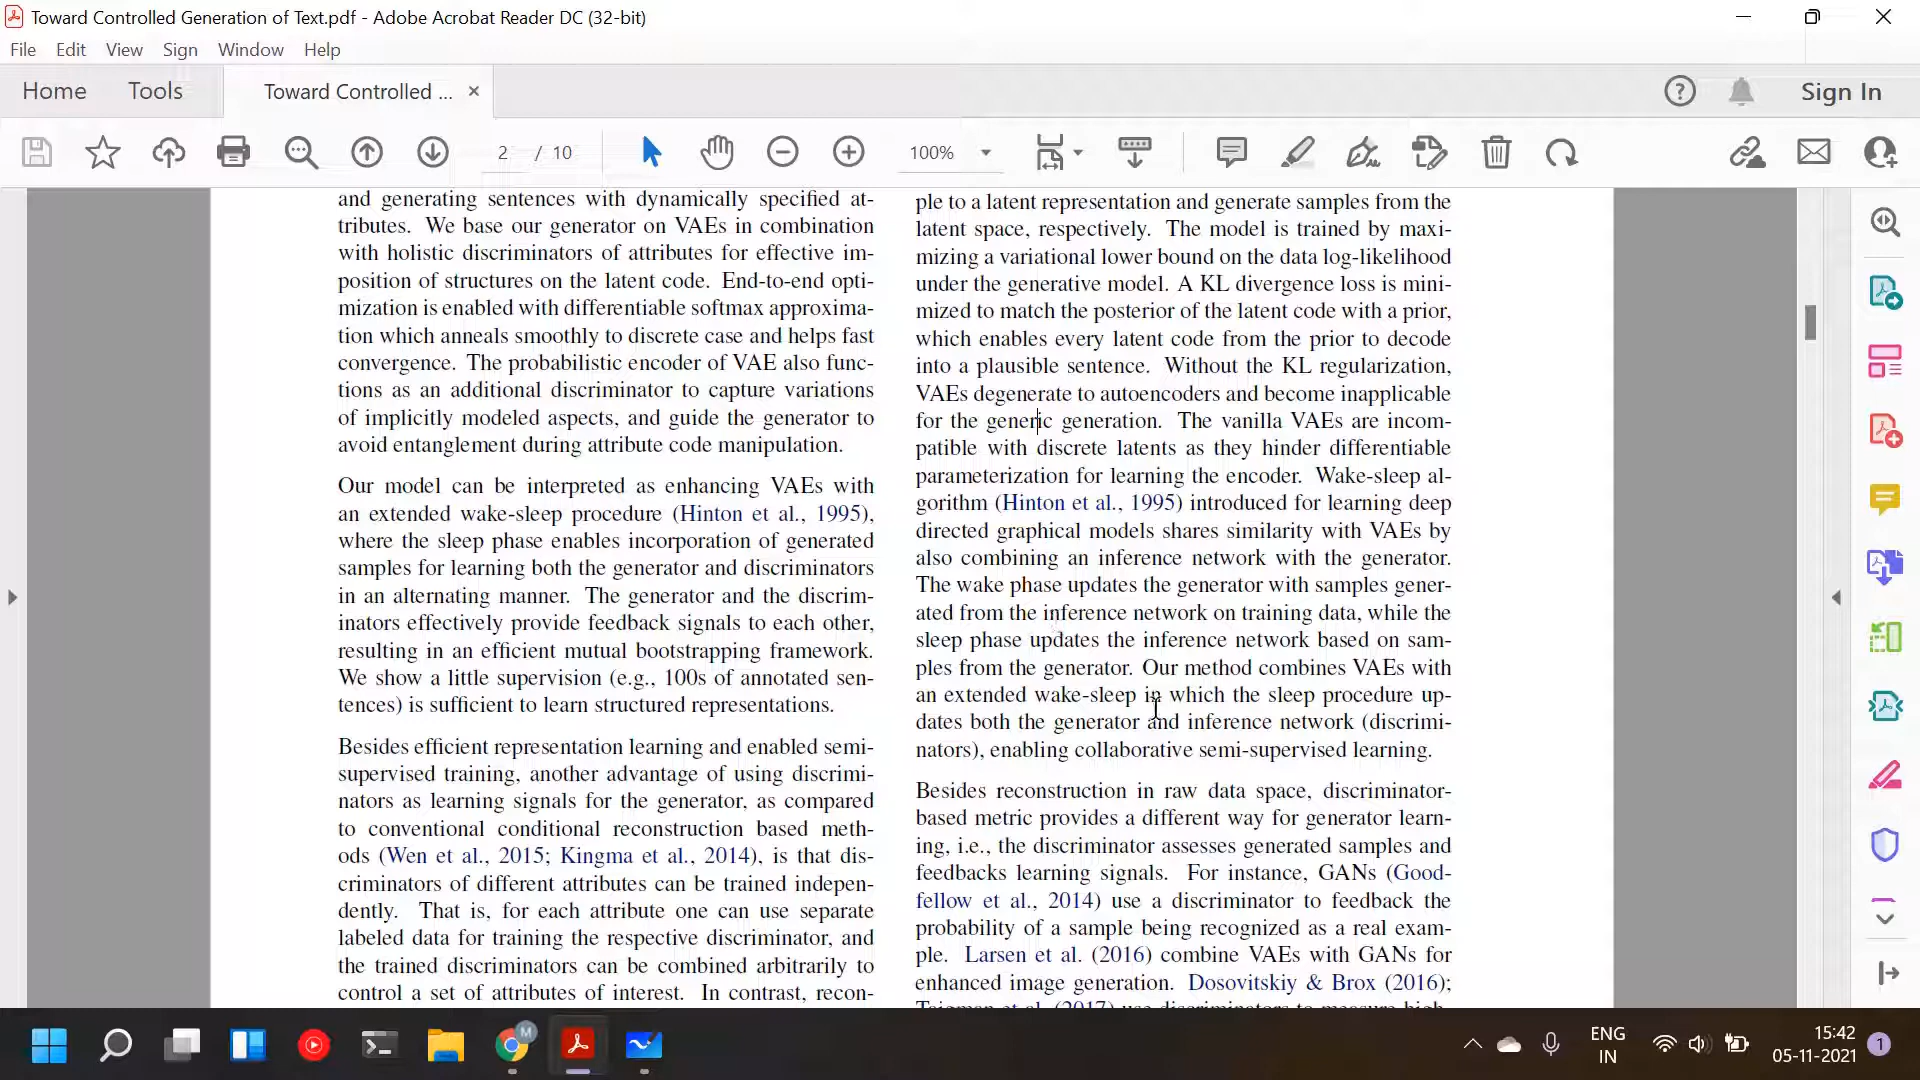 Toward Controlled Generation of Text.pdf - Adobe Acrobat Reader DC (32-bit)
File Edit View Sign Window Help
Home Tools Toward Controlled ... × Sign In
2 / 10 100%
and generating sentences with dynamically specified at-
tributes. We base our generator on VAEs in combination
with holistic discriminators of attributes for effective im-
position of structures on the latent code. End-to-end opti-
mization is enabled with differentiable softmax approxima-
tion which anneals smoothly to discrete case and helps fast
convergence. The probabilistic encoder of VAE also func-
tions as an additional discriminator to capture variations
of implicitly modeled aspects, and guide the generator to
avoid entanglement during attribute code manipulation.
Our model can be interpreted as enhancing VAEs with
an extended wake-sleep procedure (Hinton et al., 1995),
where the sleep phase enables incorporation of generated
samples for learning both the generator and discriminators
in an alternating manner. The generator and the discrim-
inators effectively provide feedback signals to each other,
resulting in an efficient mutual bootstrapping framework.
We show a little supervision (e.g., 100s of annotated sen-
tences) is sufficient to learn structured representations.
Besides efficient representation learning and enabled semi-
supervised training, another advantage of using discrimi-
nators as learning signals for the generator, as compared
to conventional conditional reconstruction based meth-
ods (Wen et al., 2015; Kingma et al., 2014), is that dis-
criminators of different attributes can be trained indepen-
dently. That is, for each attribute one can use separate
labeled data for training the respective discriminator, and
the trained discriminators can be combined arbitrarily to
control a set of attributes of interest. In contrast, recon-
ple to a latent representation and generate samples from the
latent space, respectively. The model is trained by maxi-
mizing a variational lower bound on the data log-likelihood
under the generative model. A KL divergence loss is mini-
mized to match the posterior of the latent code with a prior,
which enables every latent code from the prior to decode
into a plausible sentence. Without the KL regularization,
VAEs degenerate to autoencoders and become inapplicable
for the generic generation. The vanilla VAEs are incom-
patible with discrete latents as they hinder differentiable
parameterization for learning the encoder. Wake-sleep al-
gorithm (Hinton et al., 1995) introduced for learning deep
directed graphical models shares similarity with VAEs by
also combining an inference network with the generator.
The wake phase updates the generator with samples gener-
ated from the inference network on training data, while the
sleep phase updates the inference network based on sam-
ples from the generator. Our method combines VAEs with
an extended wake-sleep in which the sleep procedure up-
dates both the generator and inference network (discrimi-
nators), enabling collaborative semi-supervised learning.
Besides reconstruction in raw data space, discriminator-
based metric provides a different way for generator learn-
ing, i.e., the discriminator assesses generated samples and
feedbacks learning signals. For instance, GANs (Good-
fellow et al., 2014) use a discriminator to feedback the
probability of a sample being recognized as a real exam-
ple. Larsen et al. (2016) combine VAEs with GANs for
enhanced image generation. Dosovitskiy & Brox (2016);
Taigman et al. (2017) use discriminators to measure high-
M
ENG
IN
15:42
05-11-2021
1